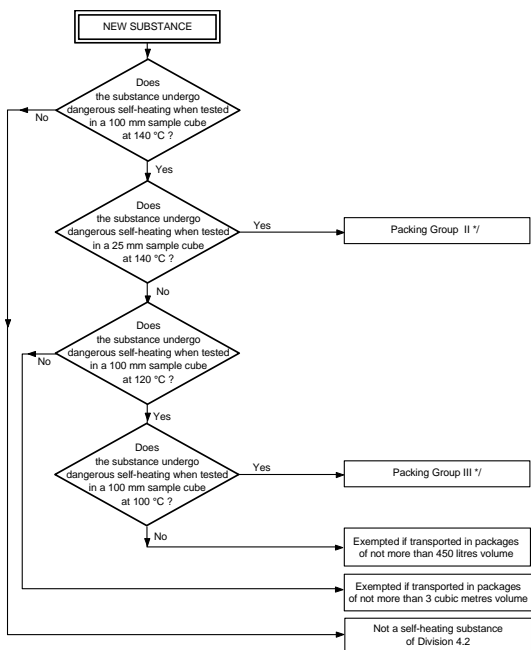 NEW SUBSTANCE
Does
the substance undergo
dangerous self-heating when tested
in a 100 mm sample cube
at 140 °C ?
No
Yes
Does
the substance undergo
dangerous self-heating when tested
in a 25 mm sample cube
at 140 °C ?
Yes
Packing Group II */
No
Does
the substance undergo
dangerous self-heating when tested
in a 100 mm sample cube
at 120 °C ?
No
Yes
Does
the substance undergo
dangerous self-heating when tested
in a 100 mm sample cube
at 100 °C ?
Yes
Packing Group III */
No
Exempted if transported in packages
of not more than 450 litres volume
Exempted if transported in packages
of not more than 3 cubic metres volume
Not a self-heating substance
of Division 4.2